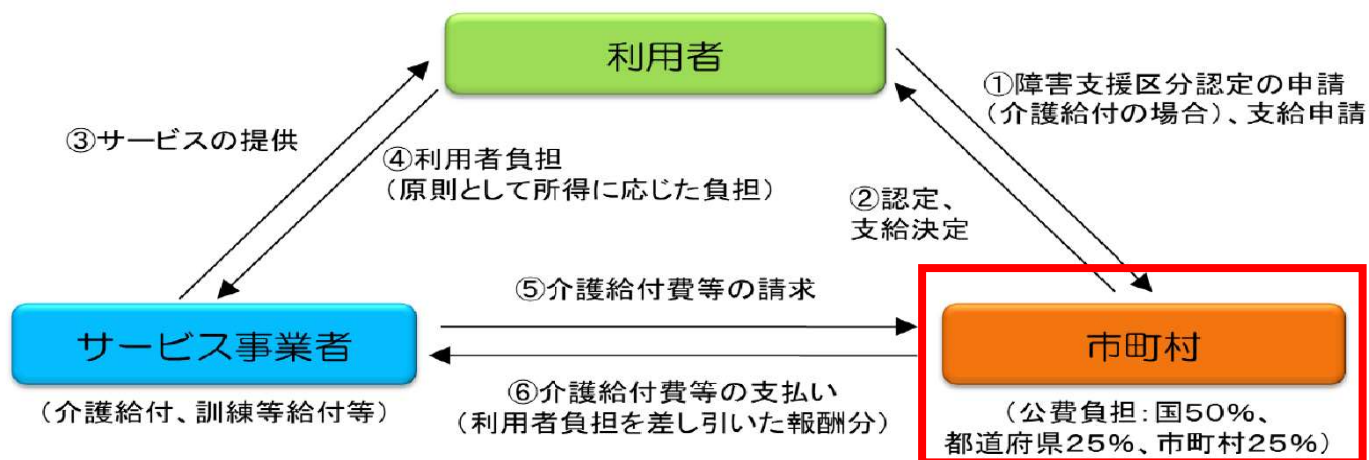 利用者
①障害支援区分認定の申請
(介護給付の場合)、支給申請
③サービスの提供
④利用者負担
(原則として所得に応じた負担)
②認定、
支給決定
⑤介護給付費等の請求
サービス事業者
市町村
⑥介護給付費等の支払い
(利用者負担を差し引いた報酬分)
(介護給付、訓練等給付等)
(公費負担:国50%、
都道府県25%、市町村25%)